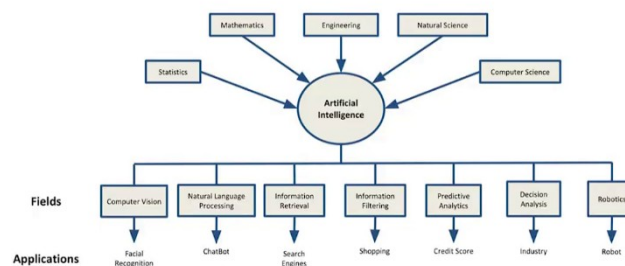 Mathematics
Engineering
Natural Science
Statistics
Computer Science
Artificial
Intelligence
Fields
Computer Vision
Natural Language
Processing
Information
Retrieval
Information
Filtering
Predictive
Analytics
Decision
Analysis
Robotics
Applications
Facial
Recognition
ChatBot
Search
Engines
Shopping
Credit Score
Industry
Robot